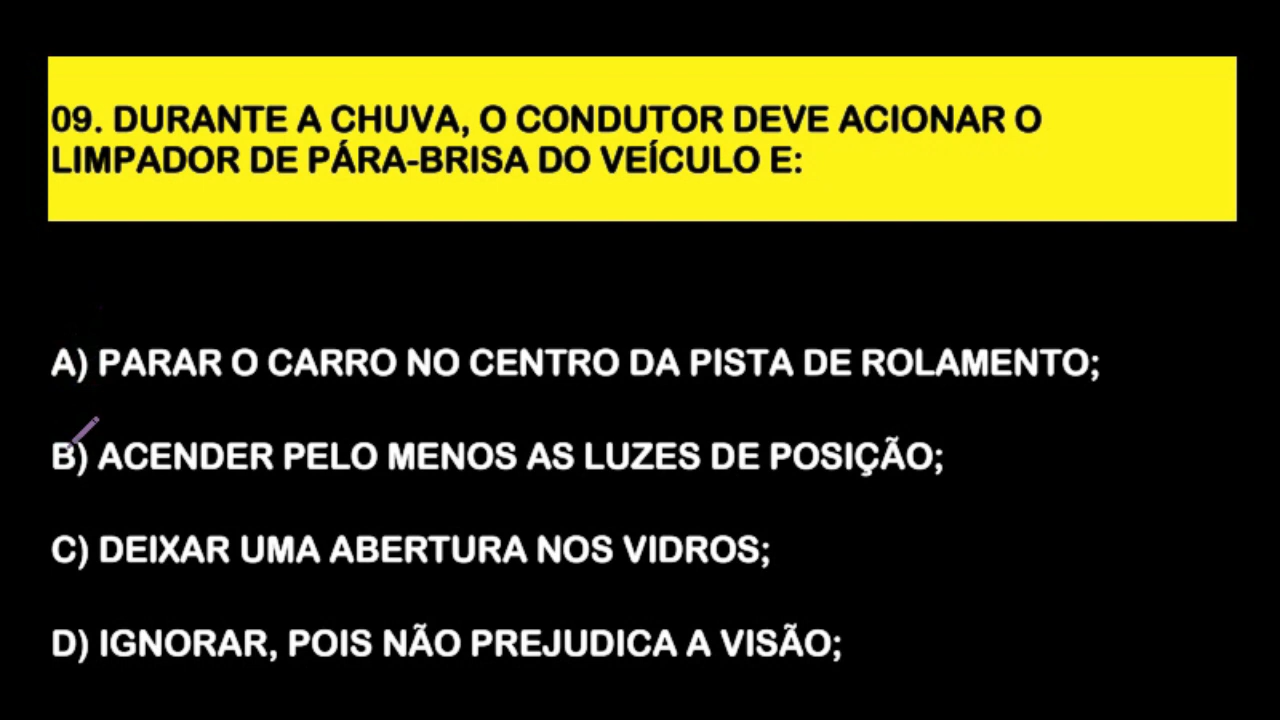 09. DURANTE A CHUVA, O CONDUTOR DEVE ACIONAR O
LIMPADOR DE PÁRA-BRISA DO VEÍCULO E:
A) PARAR O CARRO NO CENTRO DA PISTA DE ROLAMENTO;
B) ACENDER PELO MENOS AS LUZES DE POSIÇÃO;
C) DEIXAR UMA ABERTURA NOS VIDROS;
D) IGNORAR, POIS NÃO PREJUDICA A VISÃO;